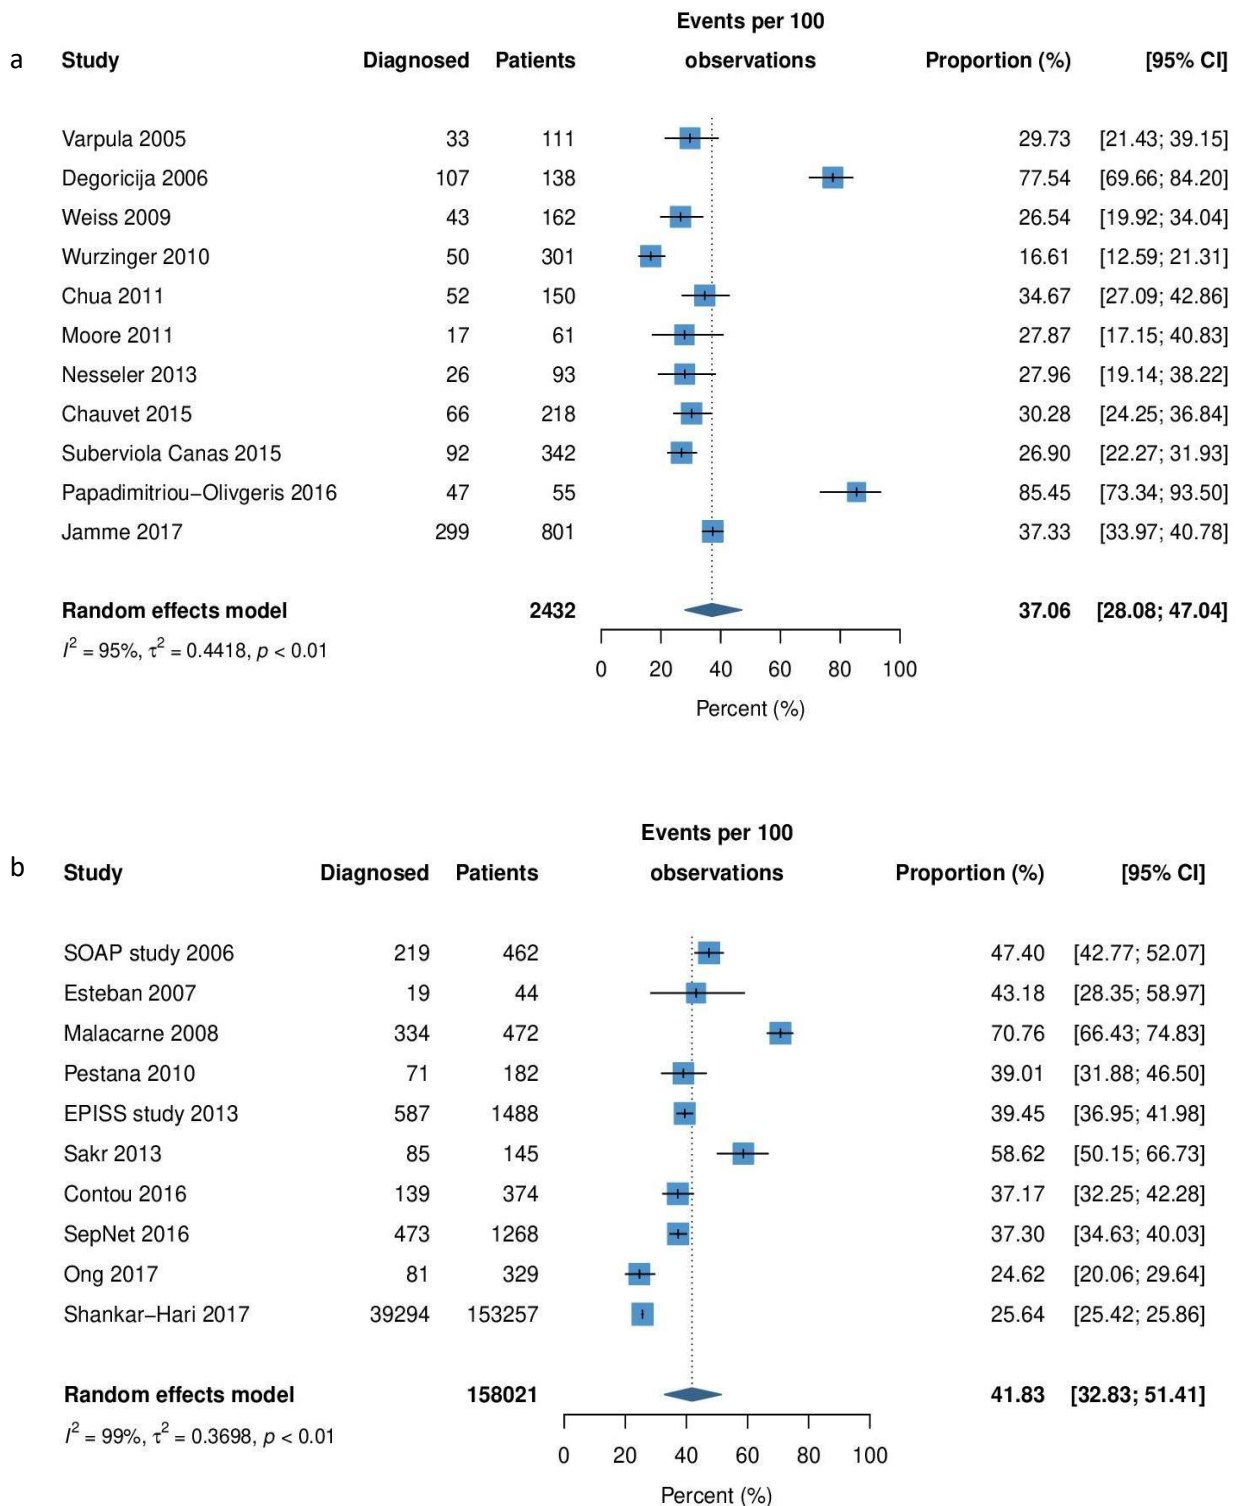 Events per 100
a Study Diagnosed Patients observations Proportion (%) [95% CI]
Varpula 2005 33 111 29.73 [21.43; 39.15]
Degoricija 2006 107 138 77.54 [69.66; 84.20]
Weiss 2009 43 162 26.54 [19.92; 34.04]
Wurzinger 2010 50 301 16.61 [12.59; 21.31]
Chua 2011 52 150 34.67 [27.09; 42.86]
Moore 2011 17 61 27.87 [17.15; 40.83]
Nesseler 2013 26 93 27.96 [19.14; 38.22]
Chauvet 2015 66 218 30.28 [24.25; 36.84]
Suberviola Canas 2015 92 342 26.90 [22.27; 31.93]
Papadimitriou−Olivgeris 2016 47 55 85.45 [73.34; 93.50]
Jamme 2017 299 801 37.33 [33.97; 40.78]
Random effects model 2432 37.06 [28.08; 47.04]
I² = 95%, τ² = 0.4418, p < 0.01
0 20 40 60 80 100
Percent (%)
Events per 100
b Study Diagnosed Patients observations Proportion (%) [95% CI]
SOAP study 2006 219 462 47.40 [42.77; 52.07]
Esteban 2007 19 44 43.18 [28.35; 58.97]
Malacarne 2008 334 472 70.76 [66.43; 74.83]
Pestana 2010 71 182 39.01 [31.88; 46.50]
EPISS study 2013 587 1488 39.45 [36.95; 41.98]
Sakr 2013 85 145 58.62 [50.15; 66.73]
Contou 2016 139 374 37.17 [32.25; 42.28]
SepNet 2016 473 1268 37.30 [34.63; 40.03]
Ong 2017 81 329 24.62 [20.06; 29.64]
Shankar−Hari 2017 39294 153257 25.64 [25.42; 25.86]
Random effects model 158021 41.83 [32.83; 51.41]
I² = 99%, τ² = 0.3698, p < 0.01
0 20 40 60 80 100
Percent (%)